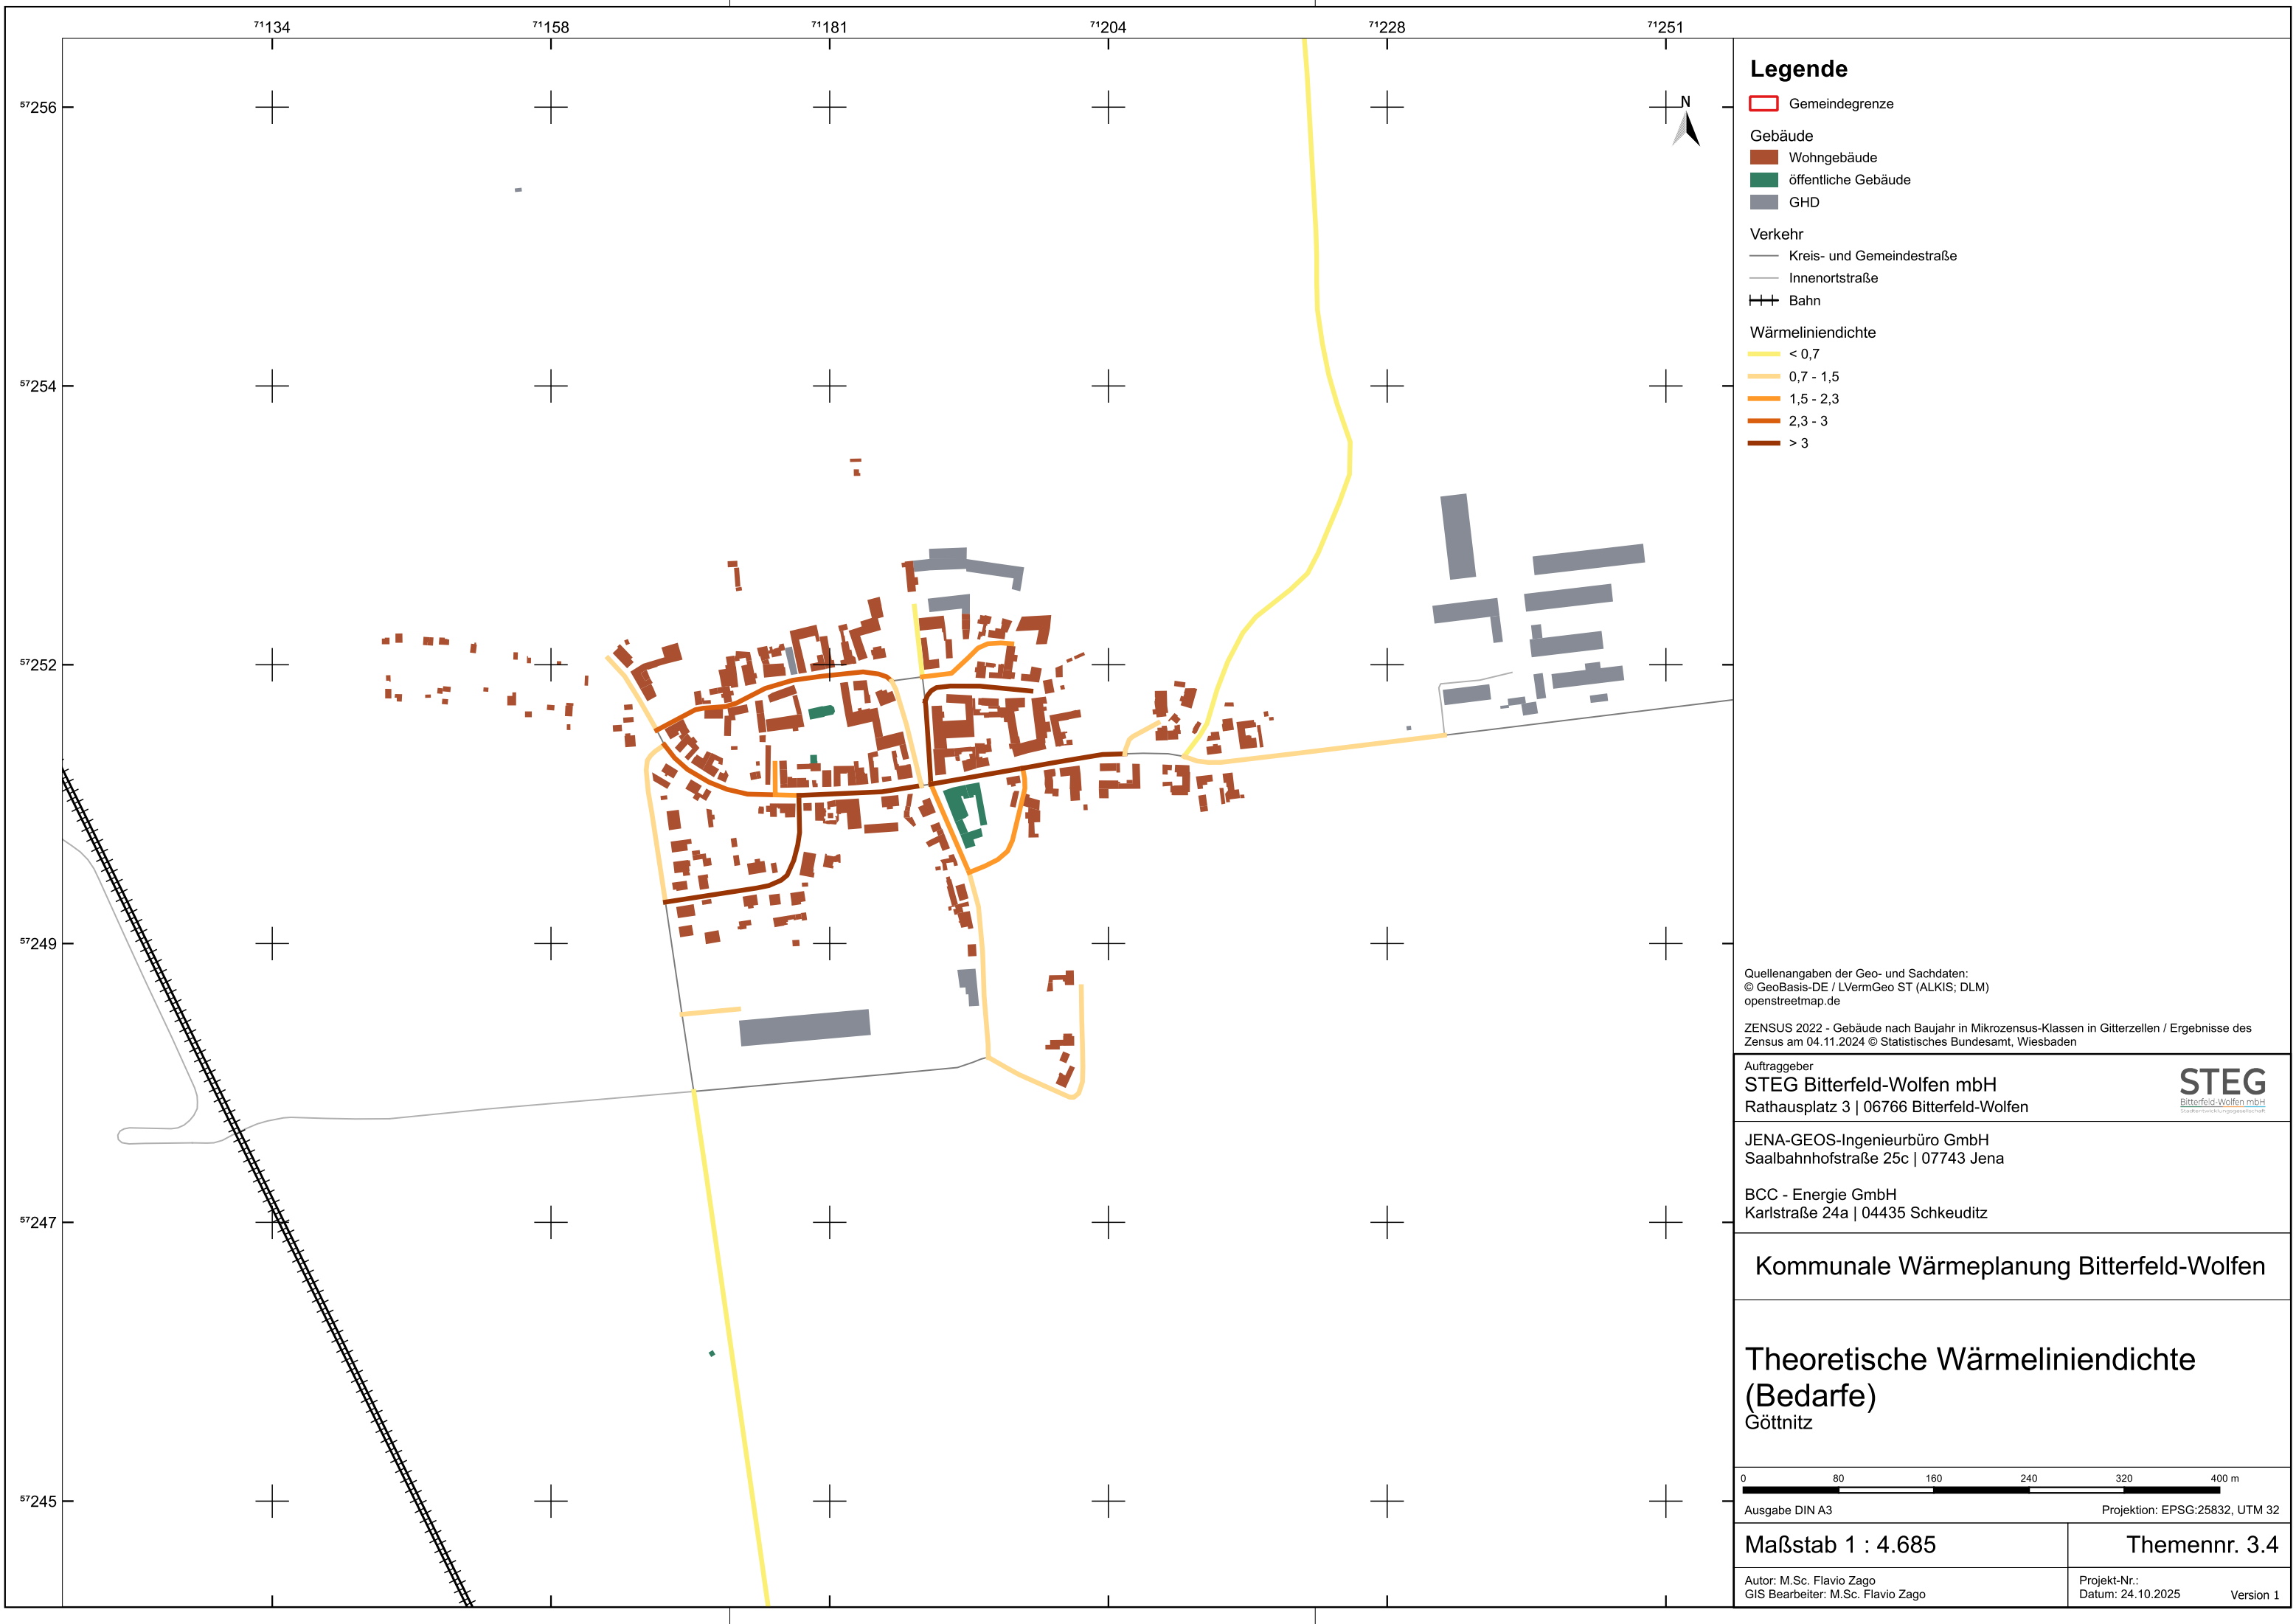 71134 71158 71181 71204 71228 71251
57256
57254
57252
57249
57247
57245
N
Legende
Gemeindegrenze
Gebäude
Wohngebäude
öffentliche Gebäude
GHD
Verkehr
Kreis- und Gemeindestraße
Innenortstraße
Bahn
Wärmeliniendichte
< 0,7
0,7 - 1,5
1,5 - 2,3
2,3 - 3
> 3
Quellenangaben der Geo- und Sachdaten:
© GeoBasis-DE / LVermGeo ST (ALKIS; DLM)
openstreetmap.de
ZENSUS 2022 - Gebäude nach Baujahr in Mikrozensus-Klassen in Gitterzellen / Ergebnisse des
Zensus am 04.11.2024 © Statistisches Bundesamt, Wiesbaden
Auftraggeber
STEG Bitterfeld-Wolfen mbH
Rathausplatz 3 | 06766 Bitterfeld-Wolfen
STEG
Bitterfeld-Wolfen mbH
Stadtentwicklungsgesellschaft
JENA-GEOS-Ingenieurbüro GmbH
Saalbahnhofstraße 25c | 07743 Jena
BCC - Energie GmbH
Karlstraße 24a | 04435 Schkeuditz
Kommunale Wärmeplanung Bitterfeld-Wolfen
Theoretische Wärmeliniendichte
(Bedarfe)
Göttnitz
0 80 160 240 320 400 m
Ausgabe DIN A3 Projektion: EPSG:25832, UTM 32
Maßstab 1 : 4.685 Themennr. 3.4
Autor: M.Sc. Flavio Zago
GIS Bearbeiter: M.Sc. Flavio Zago
Projekt-Nr.:
Datum: 24.10.2025 Version 1